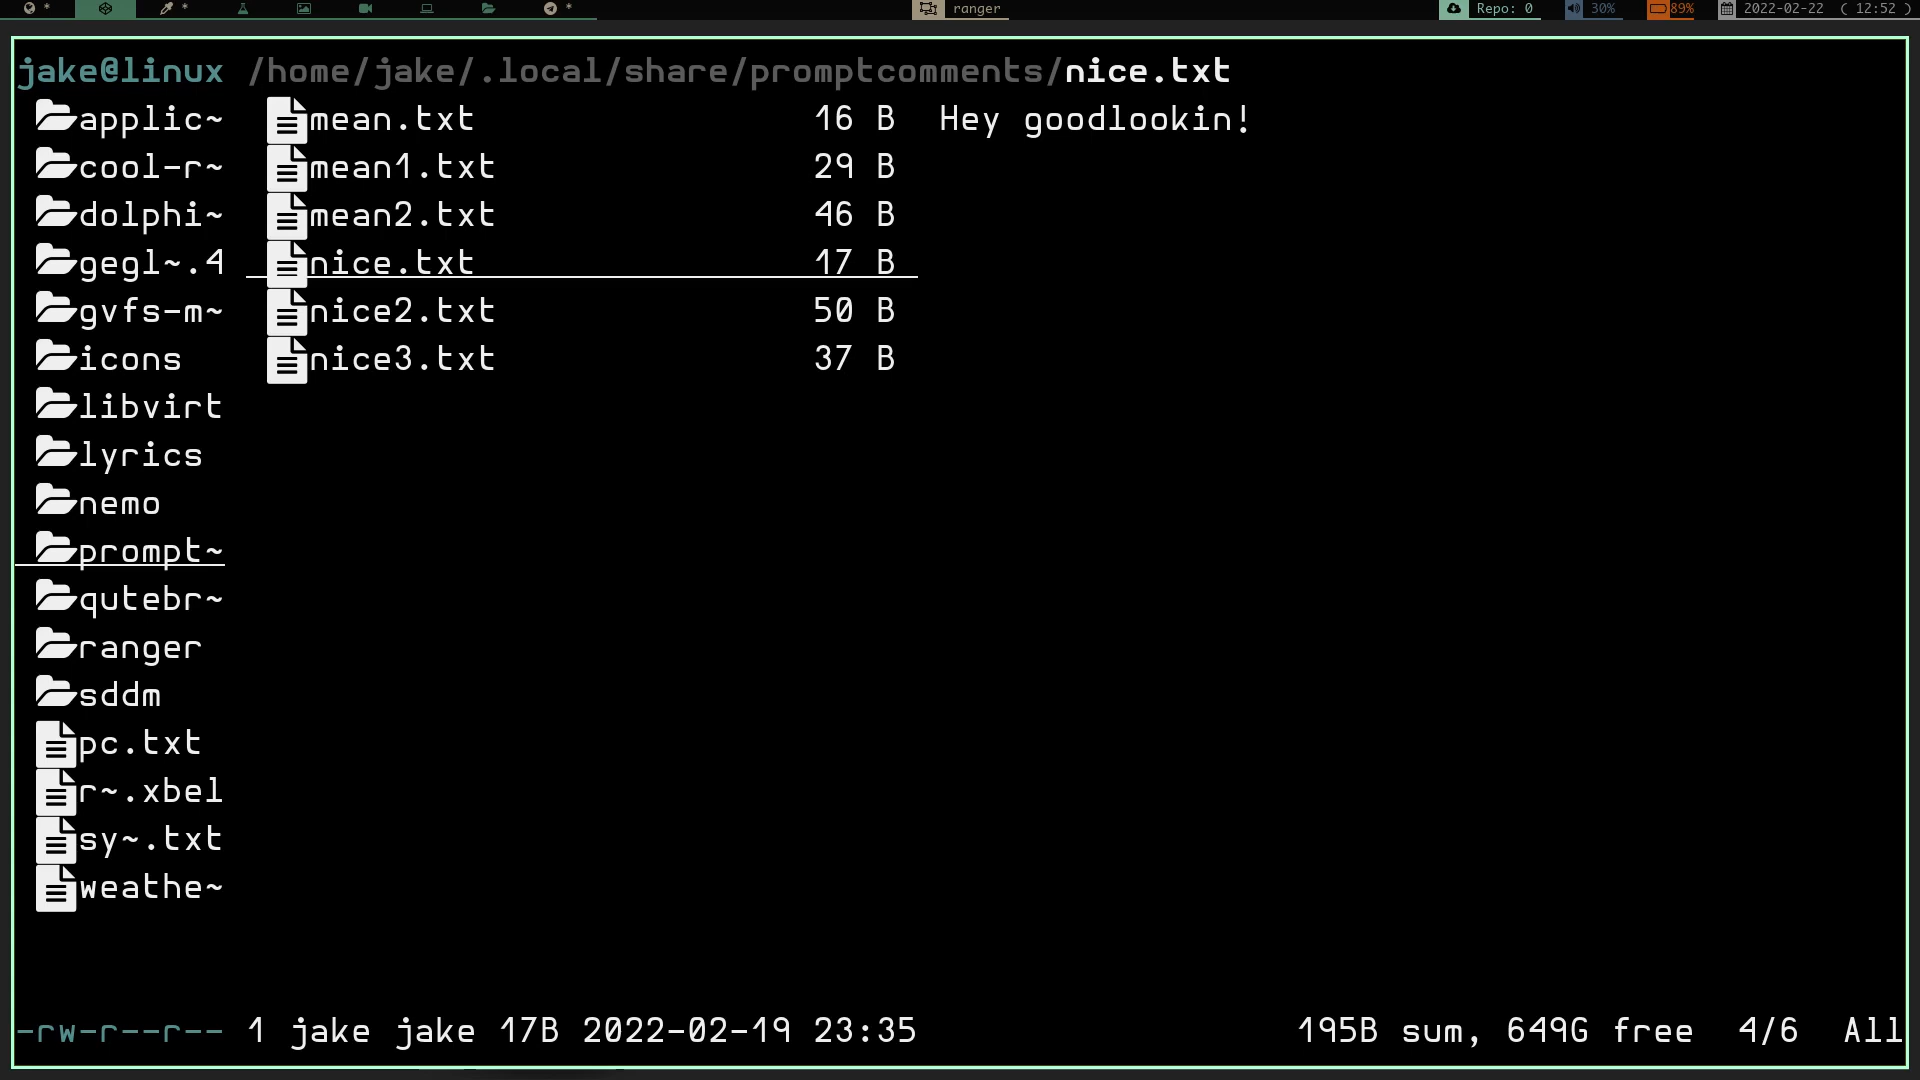 * * ranger Repo: 0 30% 89% 2022-02-22 ( 12:52 )
jake@linux /home/jake/.local/share/promptcomments/nice.txt
applic~ mean.txt 16 B Hey goodlookin!
cool-r~ mean1.txt 29 B
dolphi~ mean2.txt 46 B
gegl~.4 nice.txt 17 B
gvfs-m~ nice2.txt 50 B
icons nice3.txt 37 B
libvirt
lyrics
nemo
prompt~
qutebr~
ranger
sddm
pc.txt
r~.xbel
sy~.txt
weathe~
-rw-r--r-- 1 jake jake 17B 2022-02-19 23:35 195B sum, 649G free 4/6 All